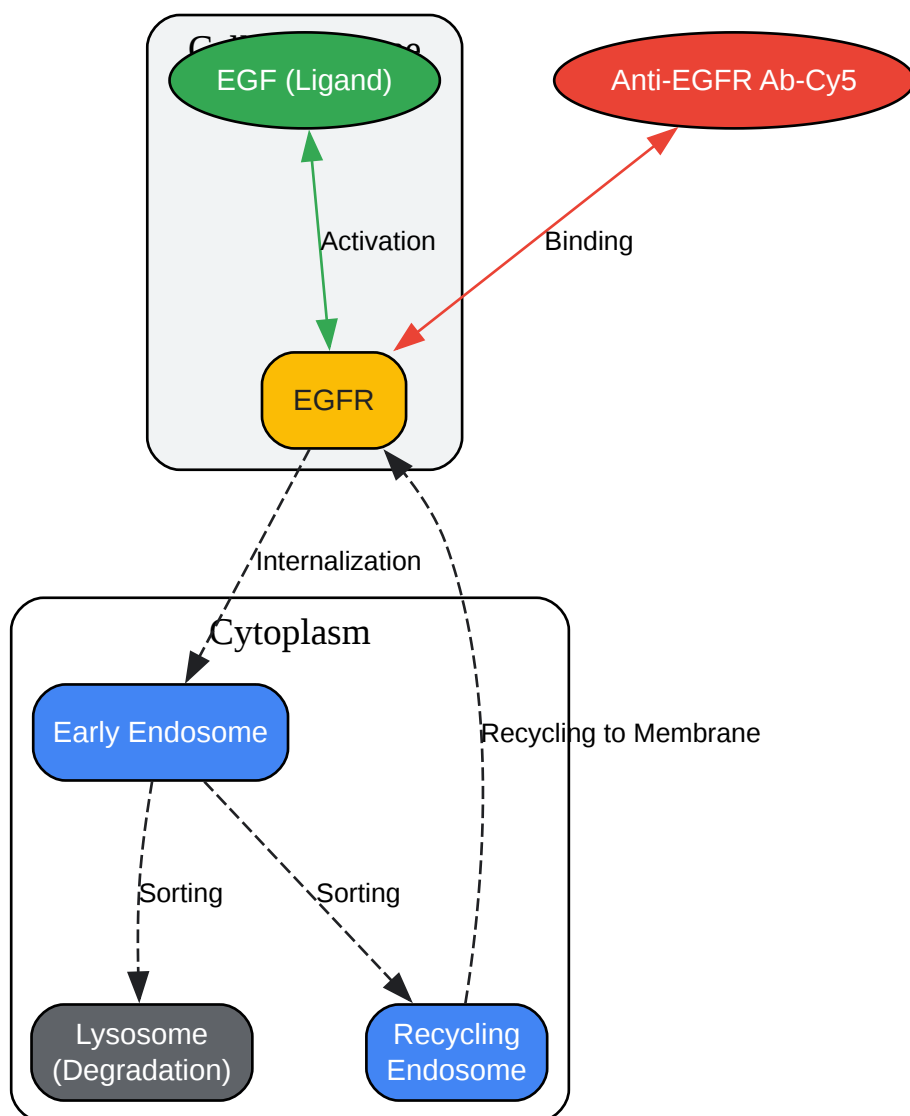 EGF (Ligand)
Anti-EGFR Ab-Cy5
Activation
Binding
EGFR
Internalization
Cytoplasm
Early Endosome
Recycling to Membrane
Sorting
Sorting
Lysosome
(Degradation)
Recycling
Endosome